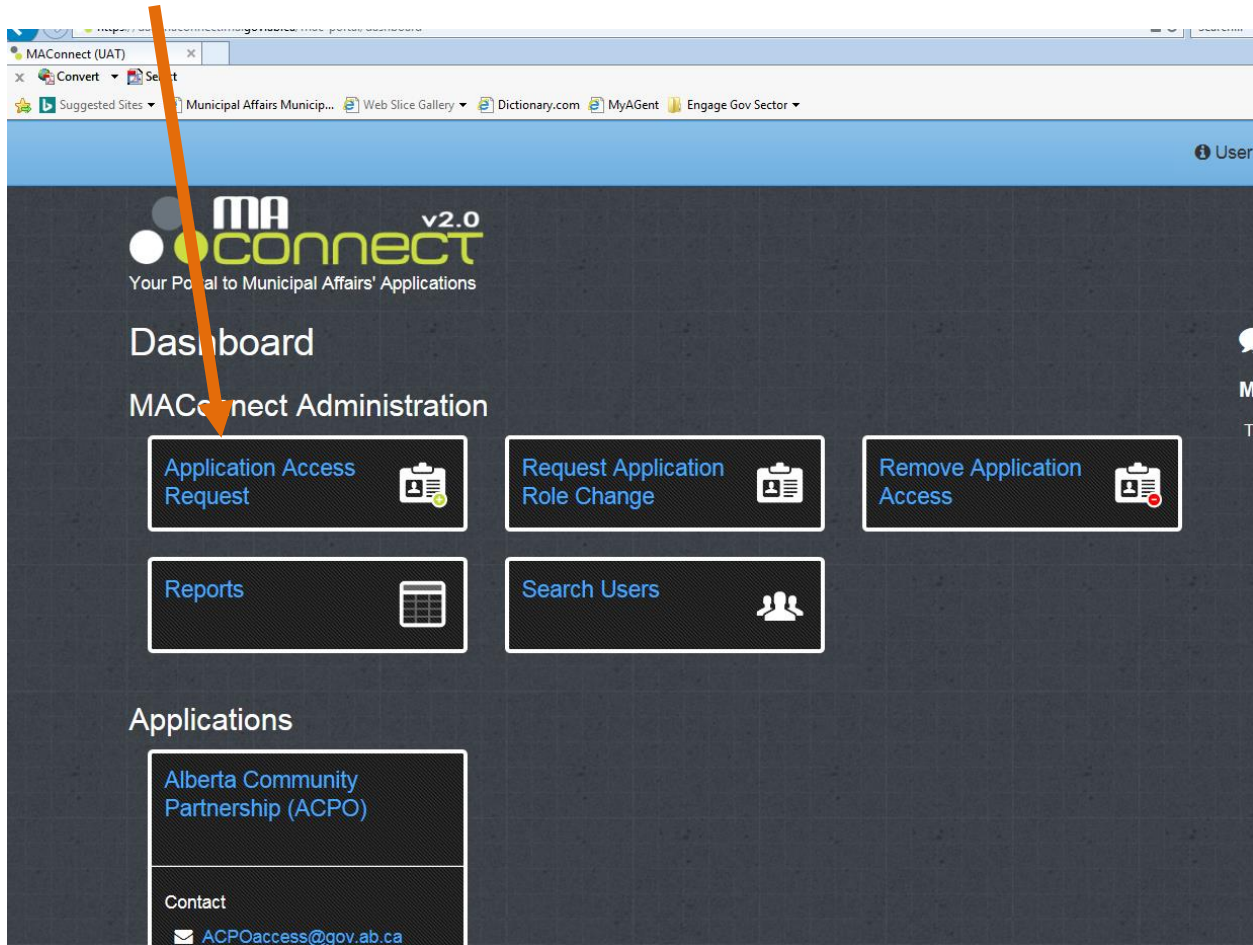 MAConnect (UAT)
x Convert Select
Suggested Sites Municipal Affairs Municip... Web Slice Gallery Dictionary.com MyAGent Engage Gov Sector
User
MA
connect v2.0
Your Portal to Municipal Affairs' Applications
Dashboard
MAConnect Administration
Application Access
Request
Request Application
Role Change
Remove Application
Access
Reports
Search Users
Applications
Alberta Community
Partnership (ACPO)
Contact
ACPOaccess@gov.ab.ca